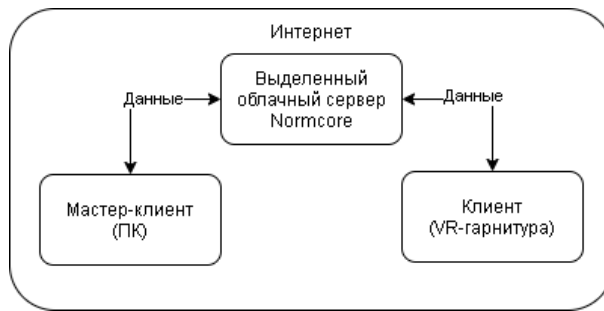 Интернет
Выделенный
облачный сервер
Normcore
Данные
Данные
Мастер-клиент
(ПК)
Клиент
(VR-гарнитура)